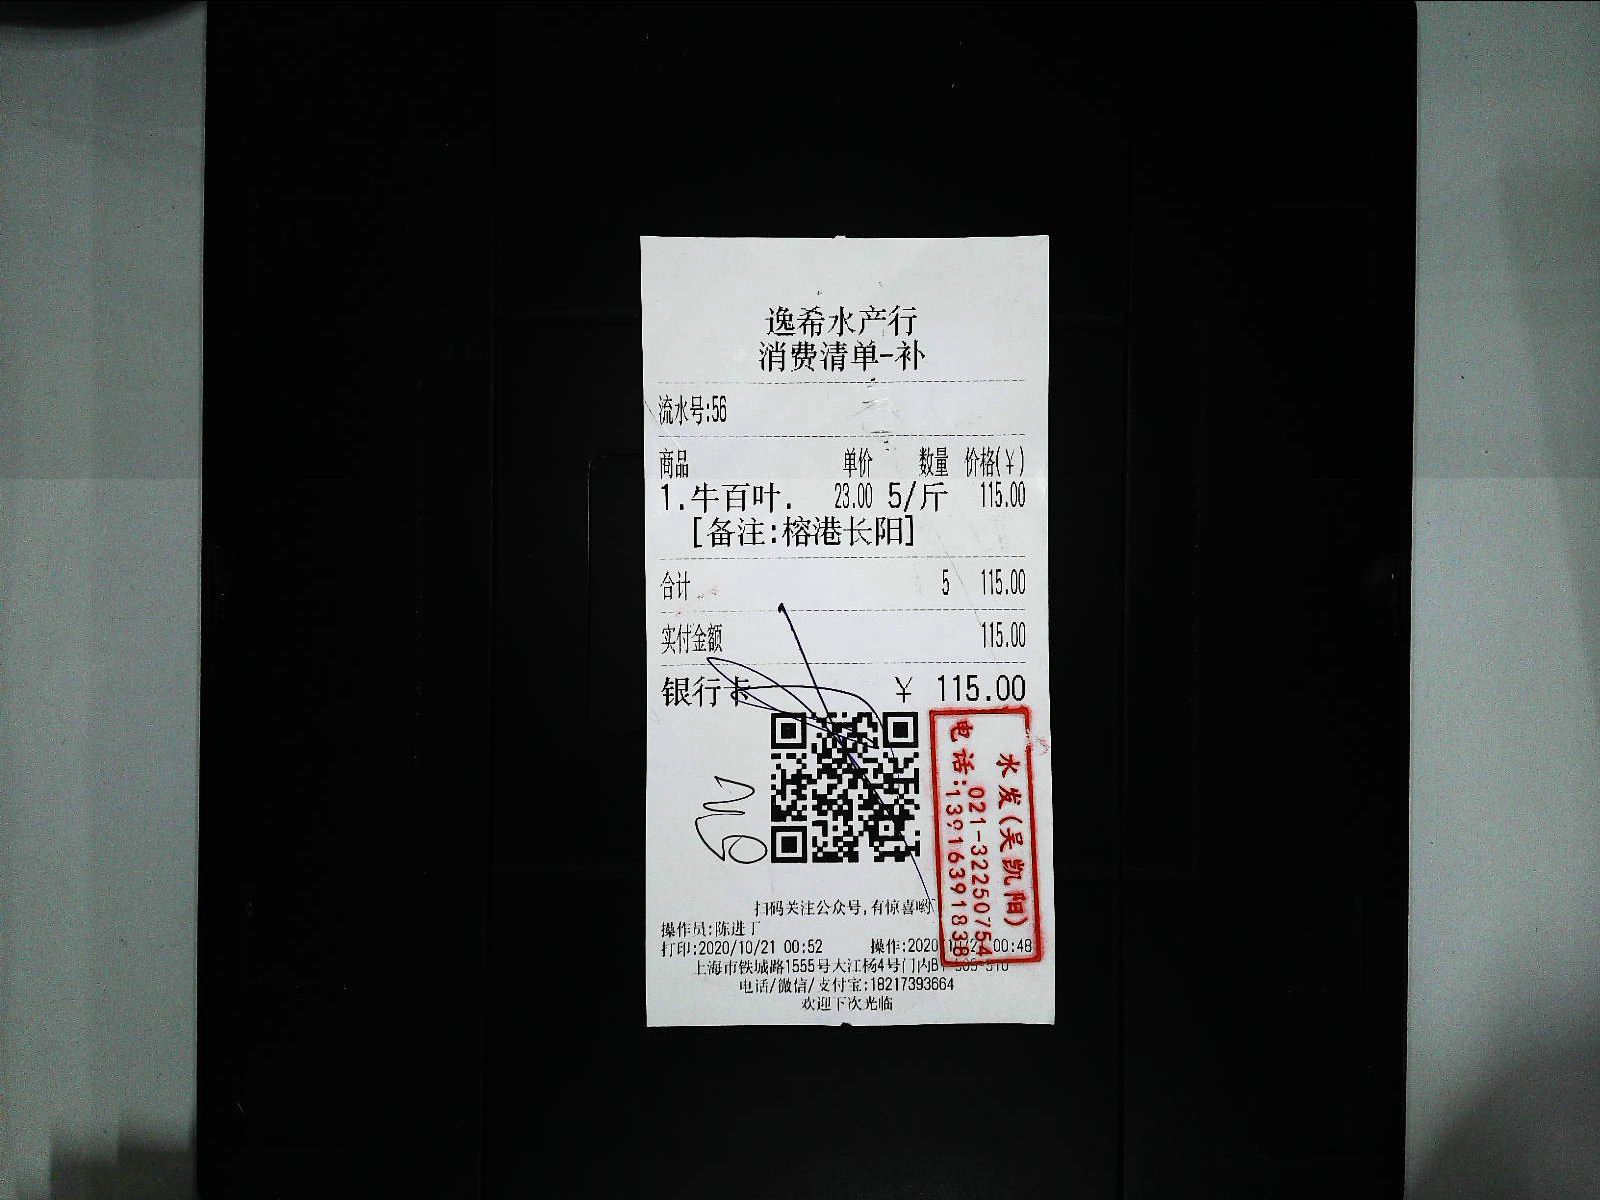 逸希水产行
消费清单-补
流水号:56
商品 单价 数量 价格(¥)
1.牛百叶. 23.00 5/斤 115.00
[备注:榕港长阳]
合计 5 115.00
实付金额 115.00
银行卡 ¥ 115.00
水发(吴凯阳)
电话:021-32250754
13916391838
扫码关注公众号,有惊喜哟
操作员:陈进丁
打印:2020/10/21 00:52 操作:2020 00:48
上海市铁城路1555号大江杨4号门内B
电话/微信/支付宝:18217393664
欢迎下次光临